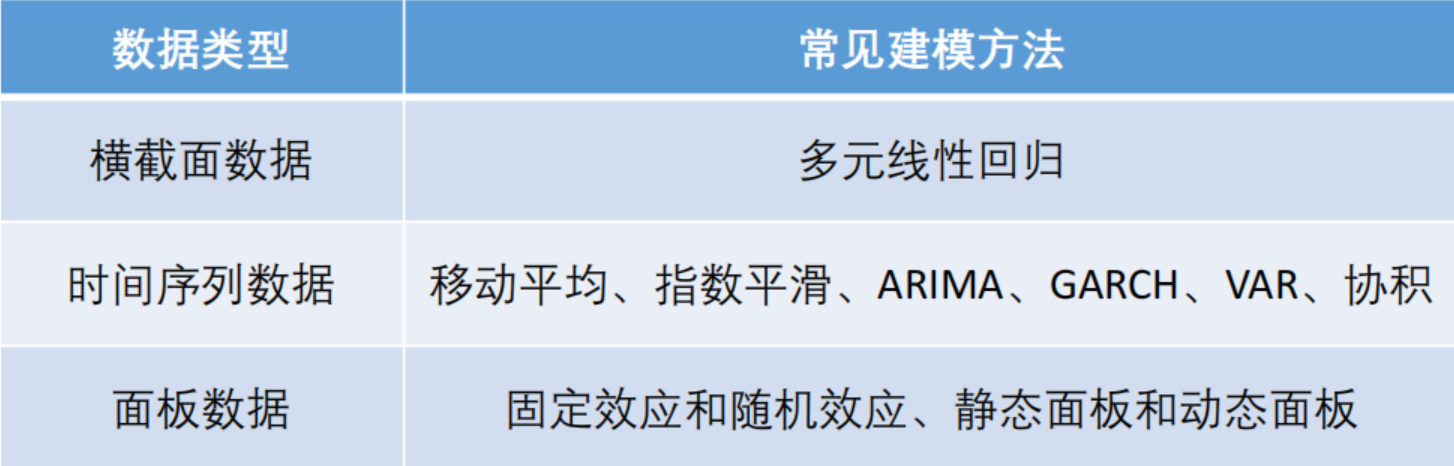 数据类型 常见建模方法
横截面数据 多元线性回归
时间序列数据 移动平均、指数平滑、ARIMA、GARCH、VAR、协积
面板数据 固定效应和随机效应、静态面板和动态面板